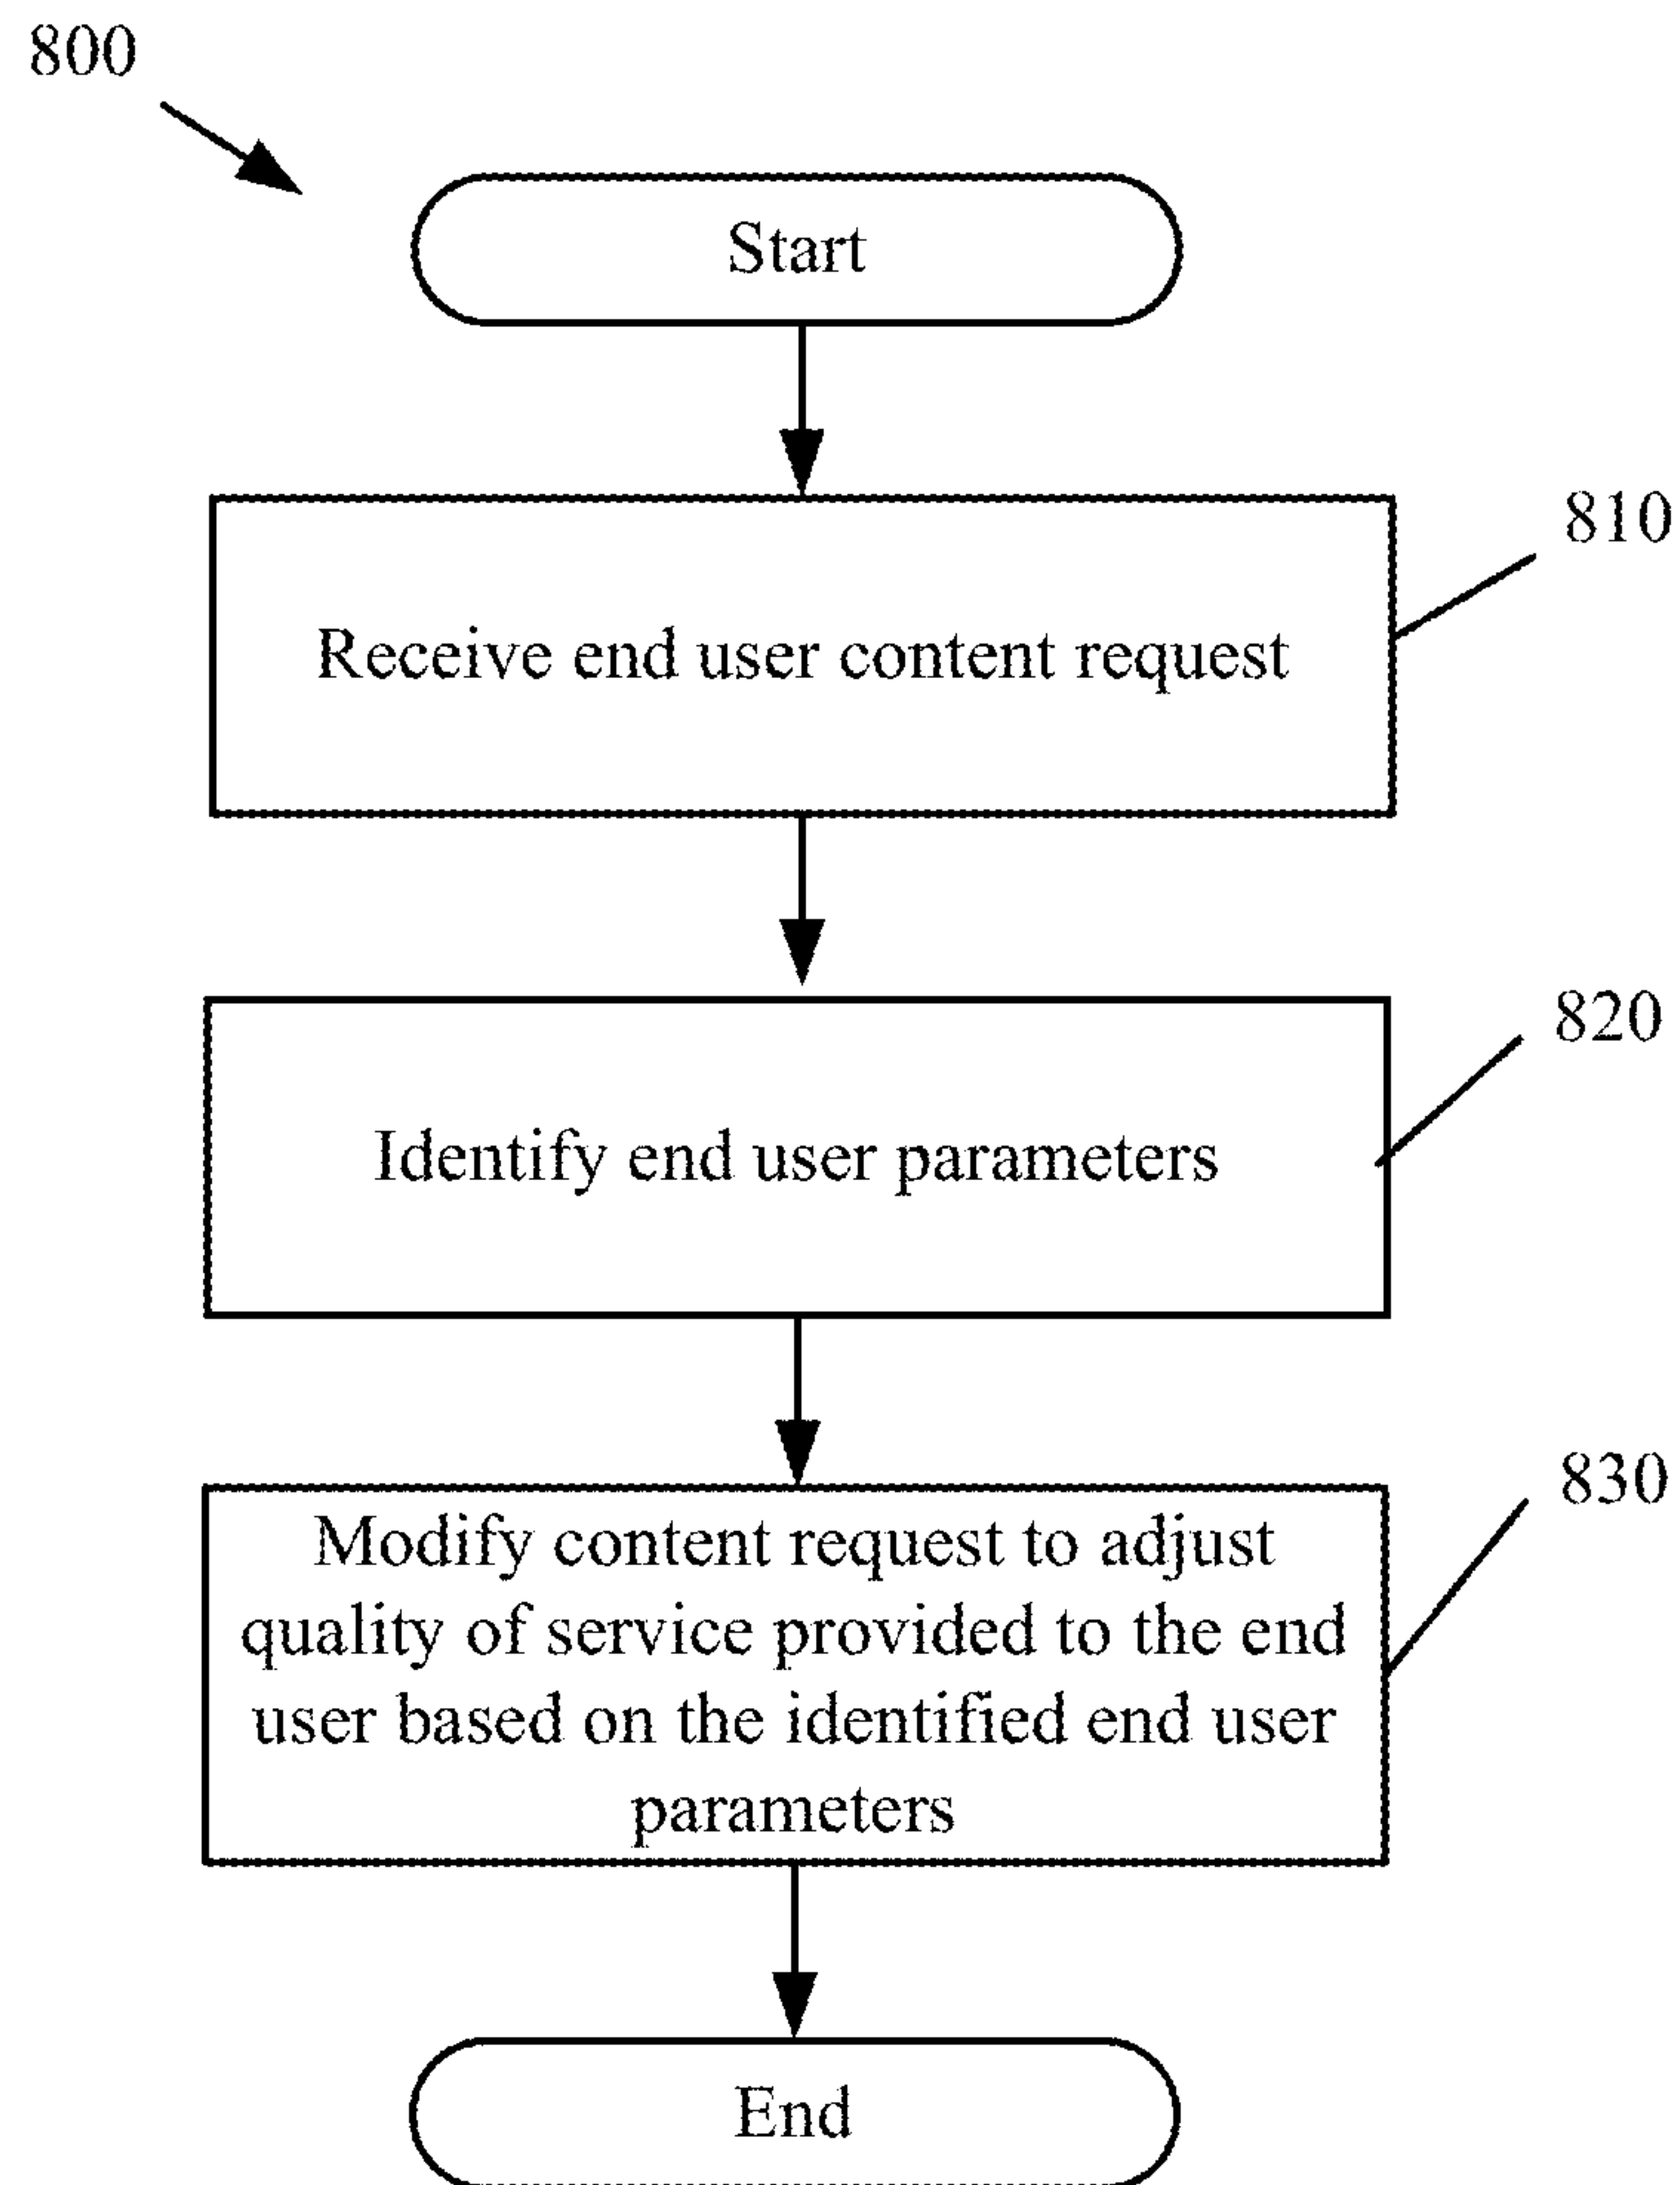 800
Start
810
Receive end user content request
820
Identify end user parameters
830
Modify content request to adjust
quality of service provided to the end
user based on the identified end user
parameters
End